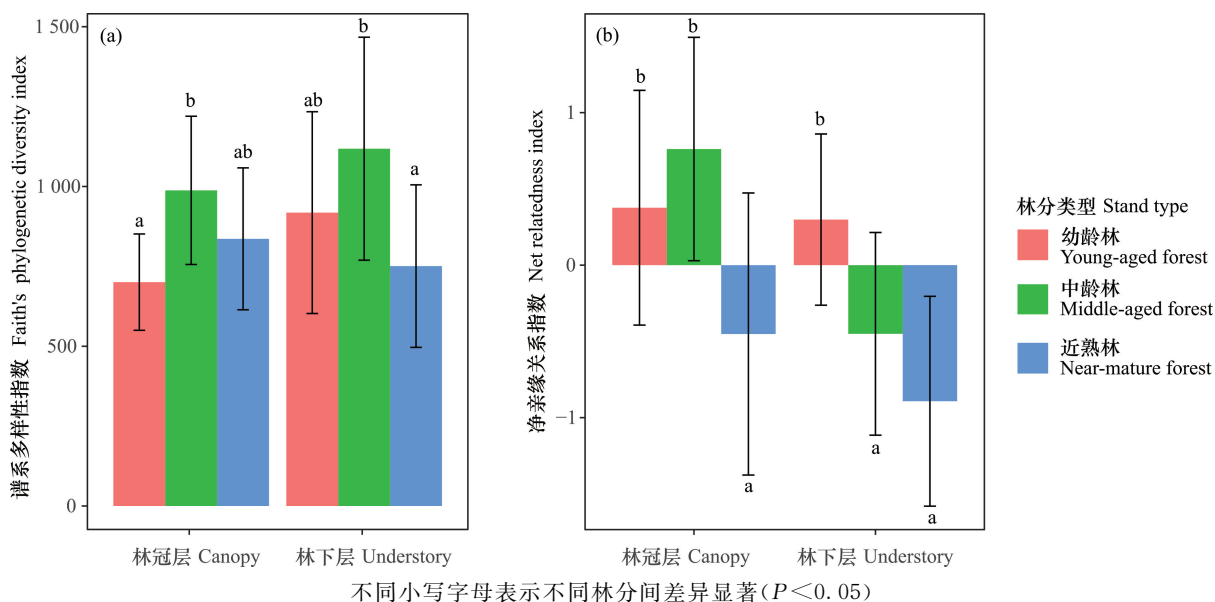 谱系多样性指数 Faith's phylogenetic diversity index
1 500
1 000
500
0
(a)
a
b
ab
ab
b
a
林冠层 Canopy
林下层 Understory
净亲缘关系指数 Net relatedness index
1
0
−1
(b)
b
b
a
b
a
a
林冠层 Canopy
林下层 Understory
林分类型 Stand type
幼龄林
Young-aged forest
中龄林
Middle-aged forest
近熟林
Near-mature forest
不同小写字母表示不同林分间差异显著(P<0.05)